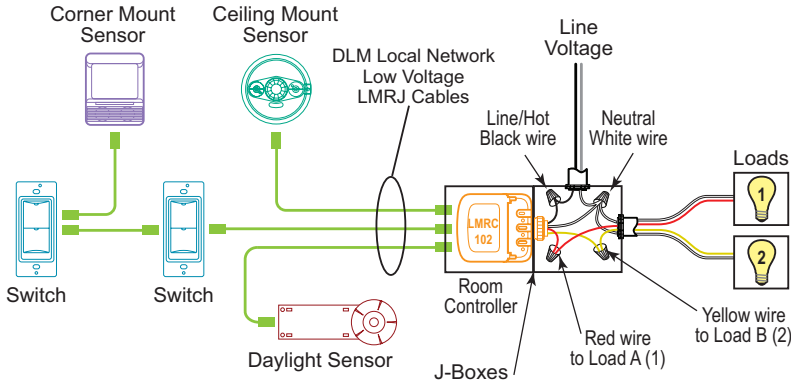 Corner Mount
Sensor
Ceiling Mount
Sensor
DLM Local Network
Low Voltage
LMRJ Cables
Line
Voltage
Line/Hot
Black wire
Neutral
White wire
Loads
1
2
LMRC
102
Switch
Switch
Room
Controller
Daylight Sensor
J-Boxes
Red wire
to Load A (1)
Yellow wire
to Load B (2)